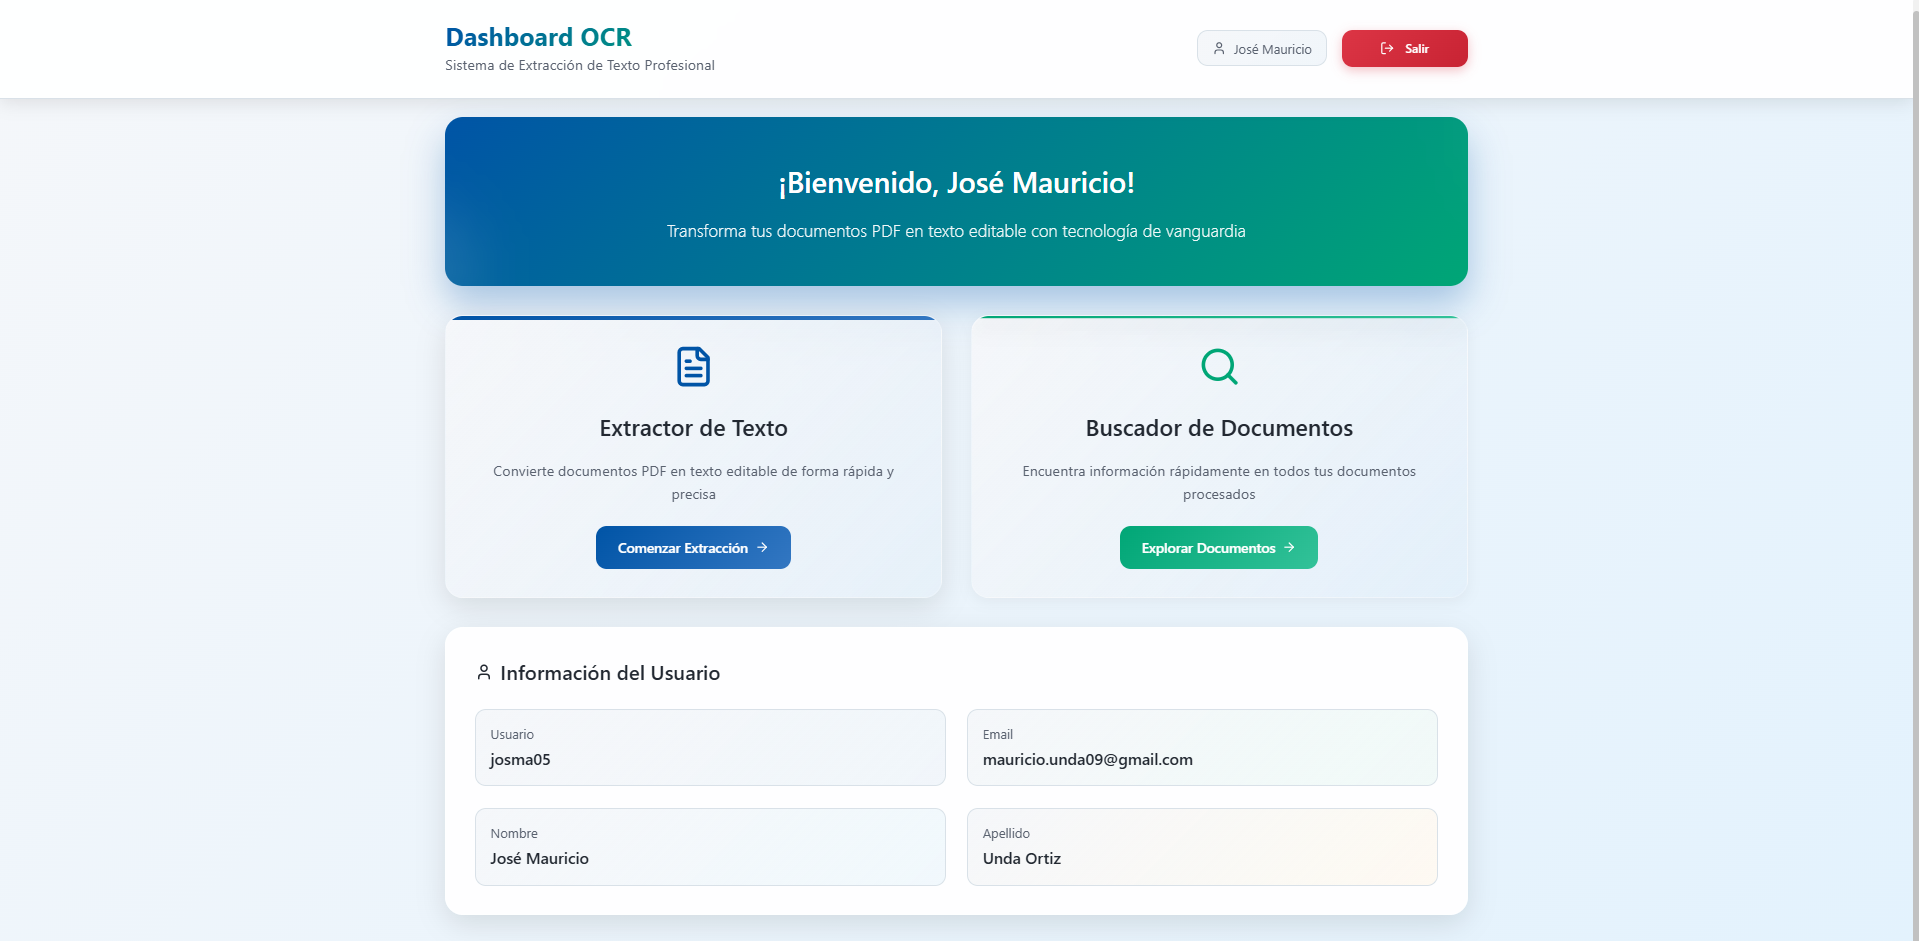 Dashboard OCR
Sistema de Extracción de Texto Profesional
José Mauricio
Salir
¡Bienvenido, José Mauricio!
Transforma tus documentos PDF en texto editable con tecnología de vanguardia
Extractor de Texto
Convierte documentos PDF en texto editable de forma rápida y
precisa
Comenzar Extracción
Buscador de Documentos
Encuentra información rápidamente en todos tus documentos
procesados
Explorar Documentos
Información del Usuario
Usuario
josma05
Email
mauricio.unda09@gmail.com
Nombre
José Mauricio
Apellido
Unda Ortiz